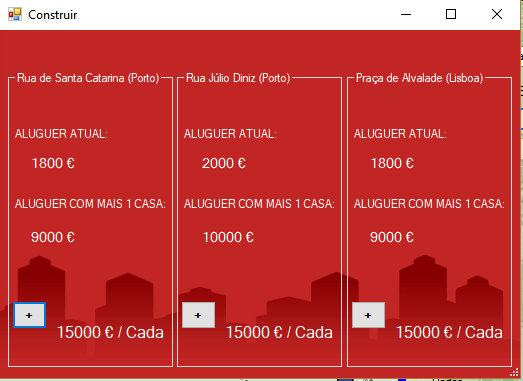 Construir
Rua de Santa Catarina (Porto)
ALUGUER ATUAL:
1800 €
ALUGUER COM MAIS 1 CASA:
9000 €
+
15000 € / Cada
Rua Júlio Diniz (Porto)
ALUGUER ATUAL:
2000 €
ALUGUER COM MAIS 1 CASA:
10000 €
+
15000 € / Cada
Praça de Alvalade (Lisboa)
ALUGUER ATUAL:
1800 €
ALUGUER COM MAIS 1 CASA:
9000 €
+
15000 € / Cada